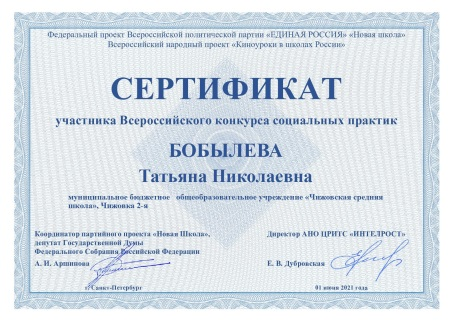 Федеральный проект Всероссийской политической партии «ЕДИНАЯ РОССИЯ» «Новая школа»
Всероссийский народный проект «Киноуроки в школах России»
СЕРТИФИКАТ
участника Всероссийского конкурса социальных практик
БОБЫЛЕВА
Татьяна Николаевна
муниципальное бюджетное общеобразовательное учреждение «Чижовская средняя
школа», Чижовка 2-я
Координатор партийного проекта «Новая Школа»,
депутат Государственной Думы
Федерального Собрания Российской Федерации
А. И. Аршинова
Директор АНО ЦРИТС «ИНТЕЛРОСТ»
Е. В. Дубровская
г. Санкт-Петербург
01 июня 2021 года